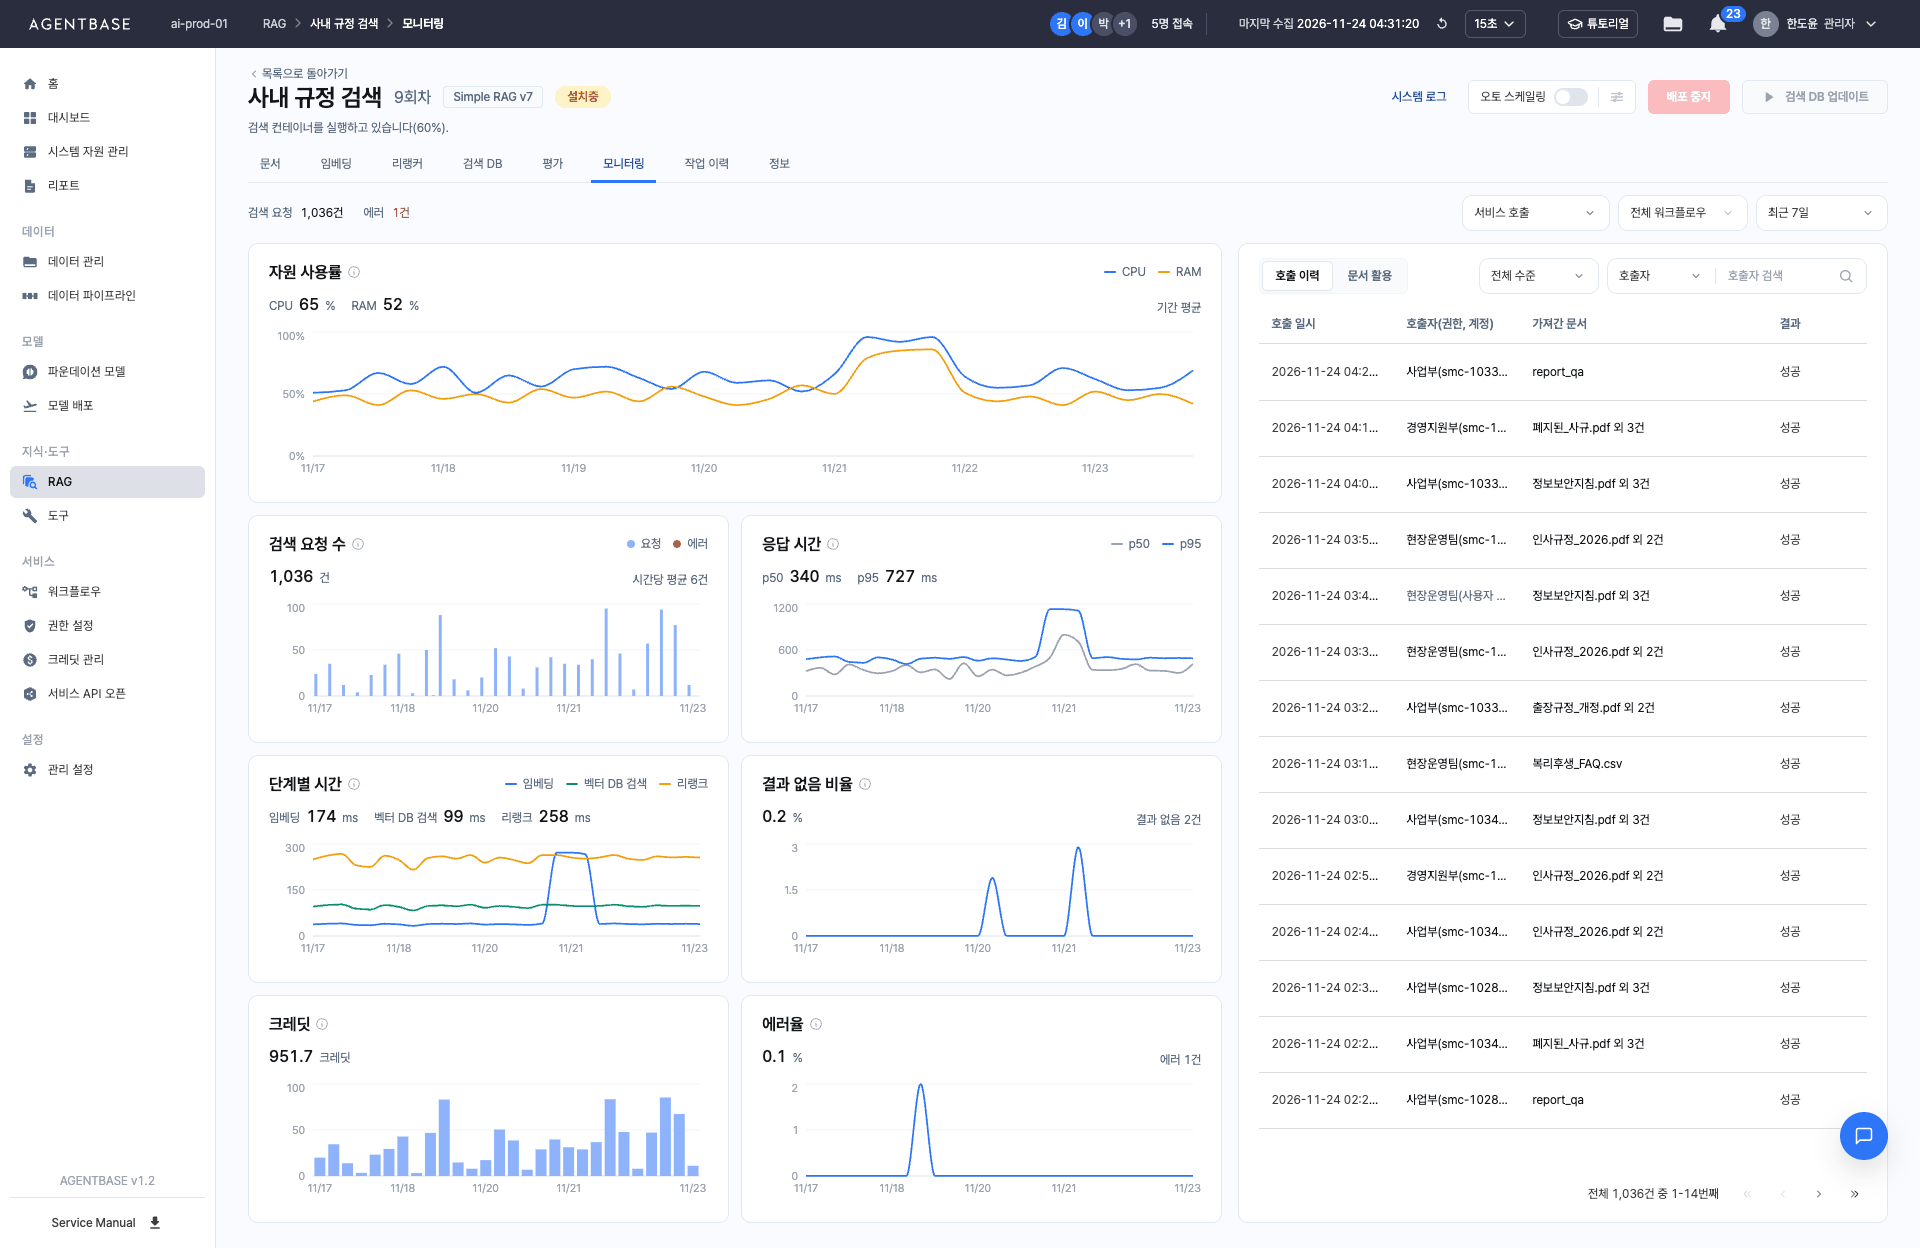 AGENTBASE
ai-prod-01
RAG > 사내 규정 검색 > 모니터링
김 이 박 +1 5명 접속
마지막 수집 2026-11-24 04:31:20
15초
튜토리얼
23
한 한도윤 관리자
홈
대시보드
시스템 자원 관리
리포트
데이터
데이터 관리
데이터 파이프라인
모델
파운데이션 모델
모델 배포
지식·도구
RAG
도구
서비스
워크플로우
권한 설정
크레딧 관리
서비스 API 오픈
설정
관리 설정
AGENTBASE v1.2
Service Manual
목록으로 돌아가기
사내 규정 검색 9회차 Simple RAG v7 설치중
검색 컨테이너를 실행하고 있습니다(60%).
시스템 로그
오토 스케일링
배포 중지
검색 DB 업데이트
문서 임베딩 리랭커 검색 DB 평가 모니터링 작업 이력 정보
검색 요청 1,036건 에러 1건
서비스 호출
전체 워크플로우
최근 7일
자원 사용률
CPU RAM
CPU 65 % RAM 52 %
기간 평균
100%
50%
0%
11/17 11/18 11/19 11/20 11/21 11/22 11/23
검색 요청 수
요청 에러
1,036 건
시간당 평균 6건
100
50
0
11/17 11/18 11/20 11/21 11/23
응답 시간
p50 p95
p50 340 ms p95 727 ms
1200
600
0
11/17 11/18 11/20 11/21 11/23
단계별 시간
임베딩 벡터 DB 검색 리랭크
임베딩 174 ms 벡터 DB 검색 99 ms 리랭크 258 ms
300
150
0
11/17 11/18 11/20 11/21 11/23
결과 없음 비율
0.2 %
결과 없음 2건
3
1.5
0
11/17 11/18 11/20 11/21 11/23
크레딧
951.7 크레딧
100
50
0
11/17 11/18 11/20 11/21 11/23
에러율
0.1 %
에러 1건
2
1
0
11/17 11/18 11/20 11/21 11/23
호출 이력 문서 활용
전체 수준
호출자
호출자 검색
호출 일시 호출자(권한, 계정) 가져간 문서 결과
2026-11-24 04:2... 사업부(smc-1033... report_qa 성공
2026-11-24 04:1... 경영지원부(smc-1... 폐지된_사규.pdf 외 3건 성공
2026-11-24 04:0... 사업부(smc-1033... 정보보안지침.pdf 외 3건 성공
2026-11-24 03:5... 현장운영팀(smc-1... 인사규정_2026.pdf 외 2건 성공
2026-11-24 03:4... 현장운영팀(사용자 ... 정보보안지침.pdf 외 3건 성공
2026-11-24 03:3... 현장운영팀(smc-1... 인사규정_2026.pdf 외 2건 성공
2026-11-24 03:2... 사업부(smc-1033... 출장규정_개정.pdf 외 2건 성공
2026-11-24 03:1... 현장운영팀(smc-1... 복리후생_FAQ.csv 성공
2026-11-24 03:0... 사업부(smc-1034... 정보보안지침.pdf 외 3건 성공
2026-11-24 02:5... 경영지원부(smc-1... 인사규정_2026.pdf 외 2건 성공
2026-11-24 02:4... 사업부(smc-1034... 인사규정_2026.pdf 외 2건 성공
2026-11-24 02:3... 사업부(smc-1028... 정보보안지침.pdf 외 3건 성공
2026-11-24 02:2... 사업부(smc-1034... 폐지된_사규.pdf 외 3건 성공
2026-11-24 02:2... 사업부(smc-1028... report_qa 성공
전체 1,036건 중 1-14번째